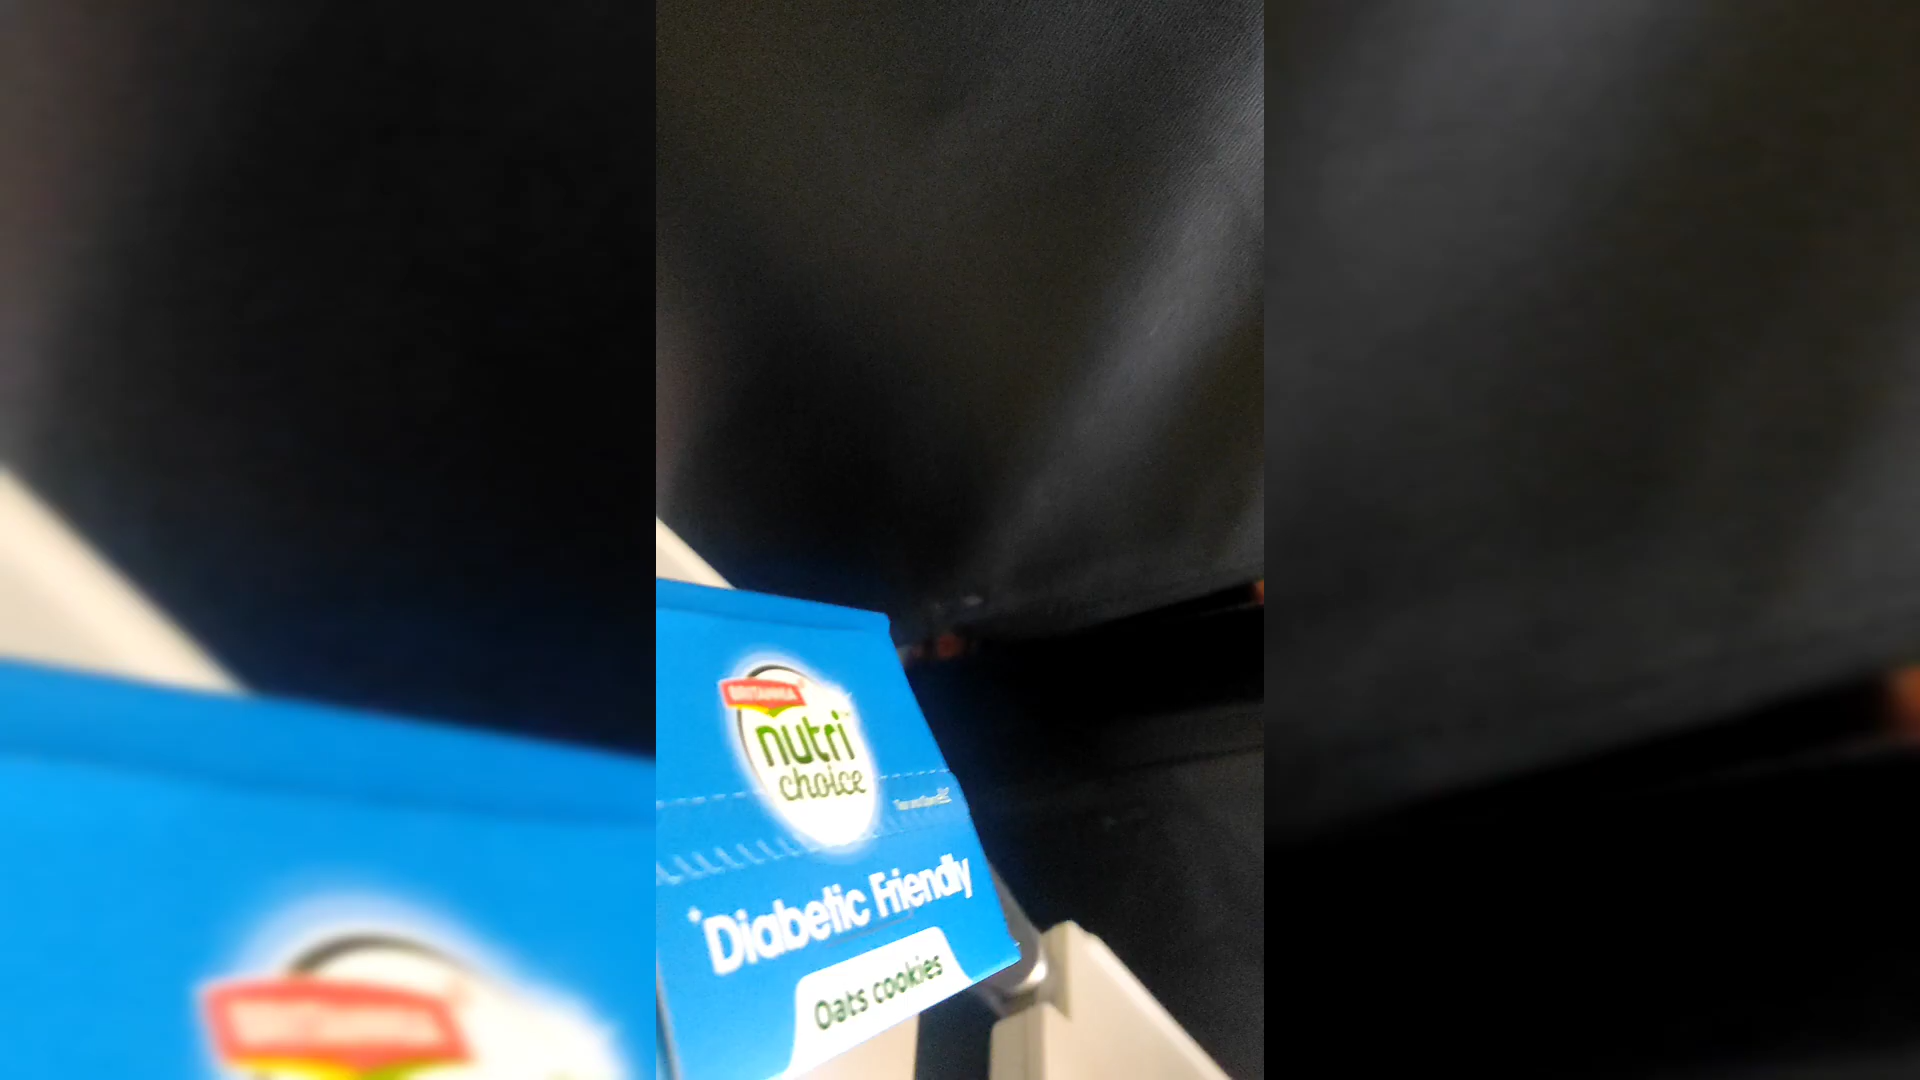 BRITANNIA
nutri
choice
*Diabetic Friendly
Oats cookies